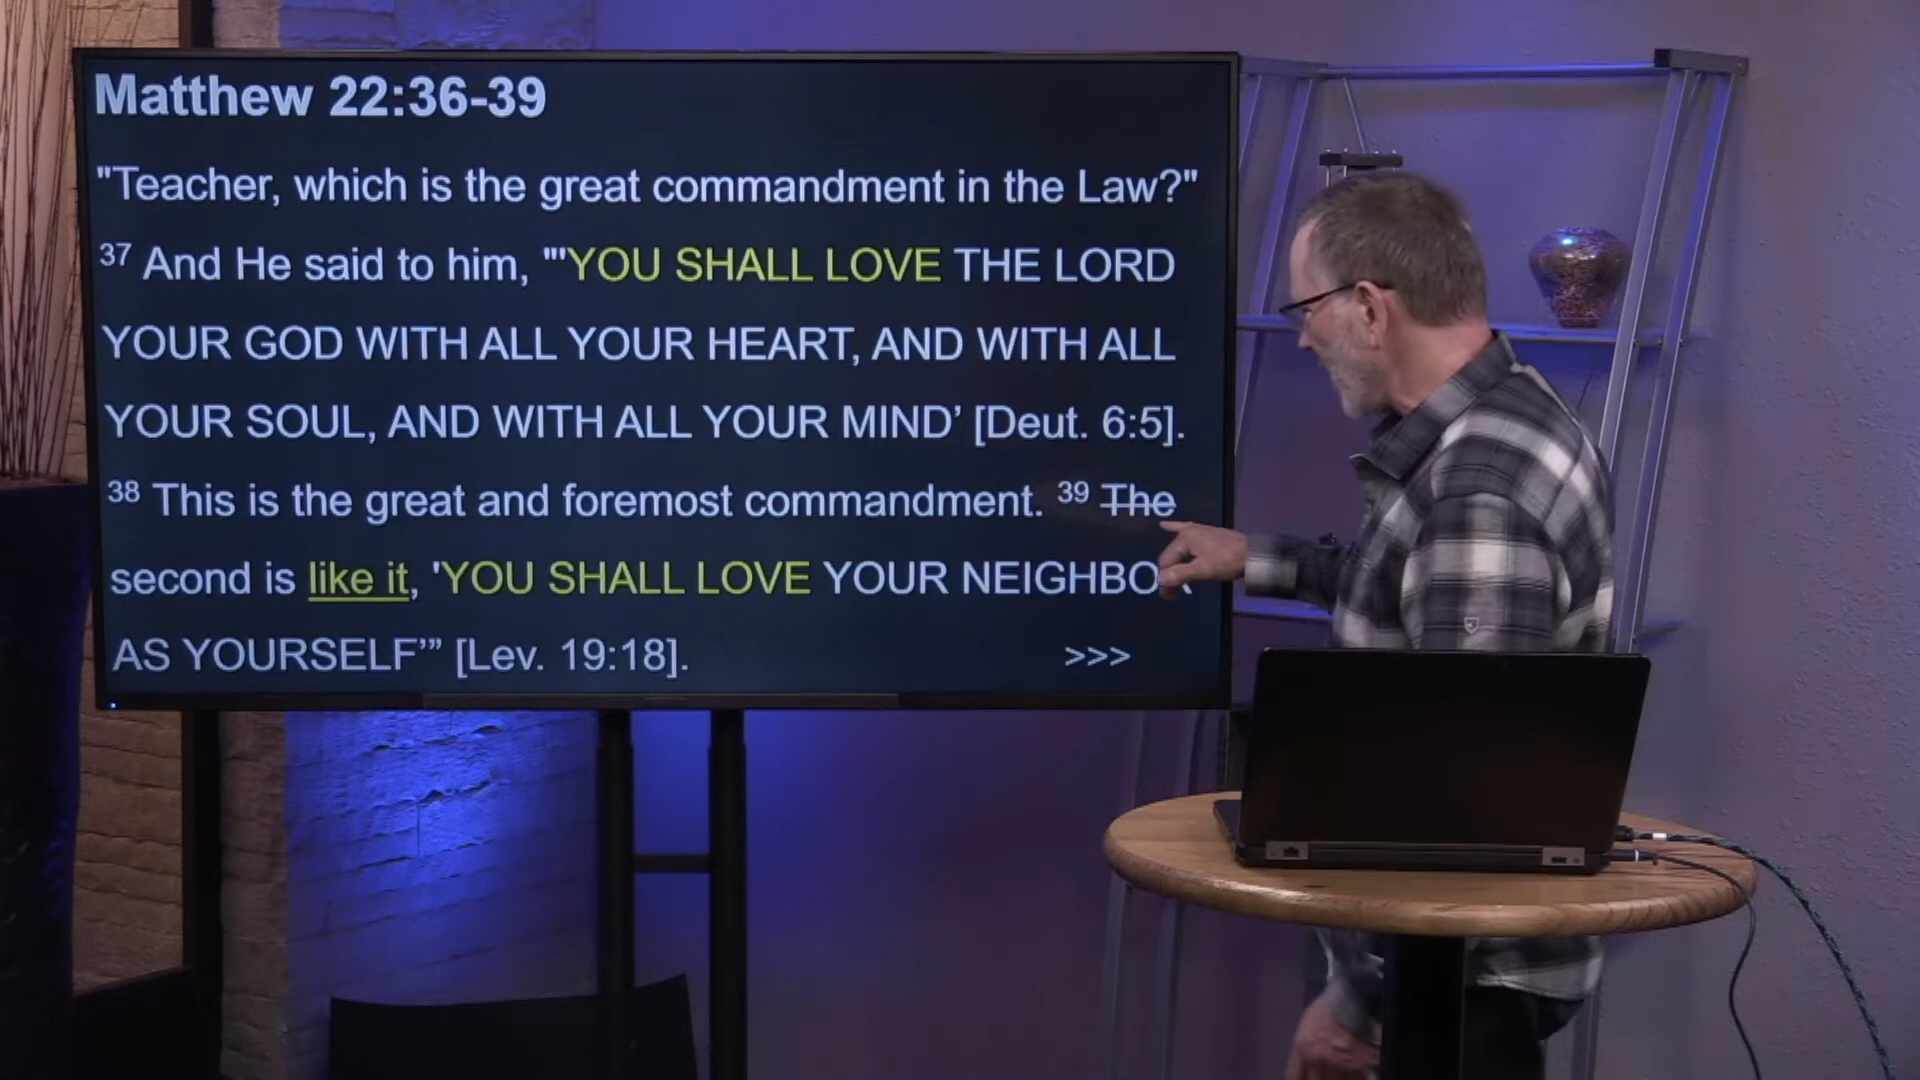 Matthew 22:36-39
"Teacher, which is the great commandment in the Law?"
37 And He said to him, "'YOU SHALL LOVE THE LORD
YOUR GOD WITH ALL YOUR HEART, AND WITH ALL
YOUR SOUL, AND WITH ALL YOUR MIND’ [Deut. 6:5].
38 This is the great and foremost commandment. 39 The
second is like it, 'YOU SHALL LOVE YOUR NEIGHBOR
AS YOURSELF’” [Lev. 19:18].
>>>